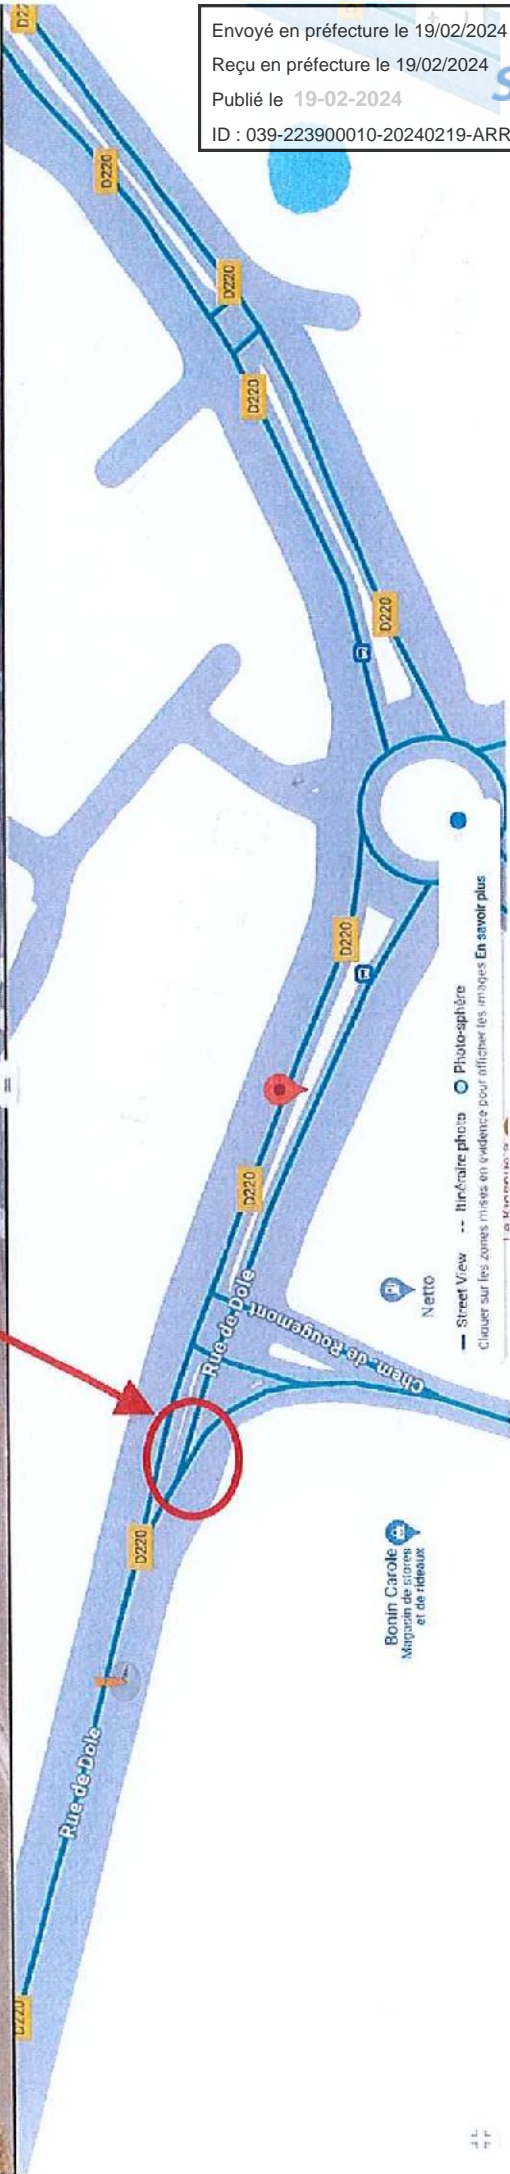 Envoyé en préfecture le 19/02/2024
Reçu en préfecture le 19/02/2024
Publié le 19-02-2024
ID : 039-223900010-20240219-ARR
D220
D220
D220
D220
D220
D220
Rue de Dole
Chem. de Rougemont
D220
Rue de Dole
D220
Netto
Bonin Carole
Magasin de stores
et de rideaux
Street View -- Itinéraire photo Photo-sphère
Cliquer sur les zones mises en évidence pour afficher les images En savoir plus